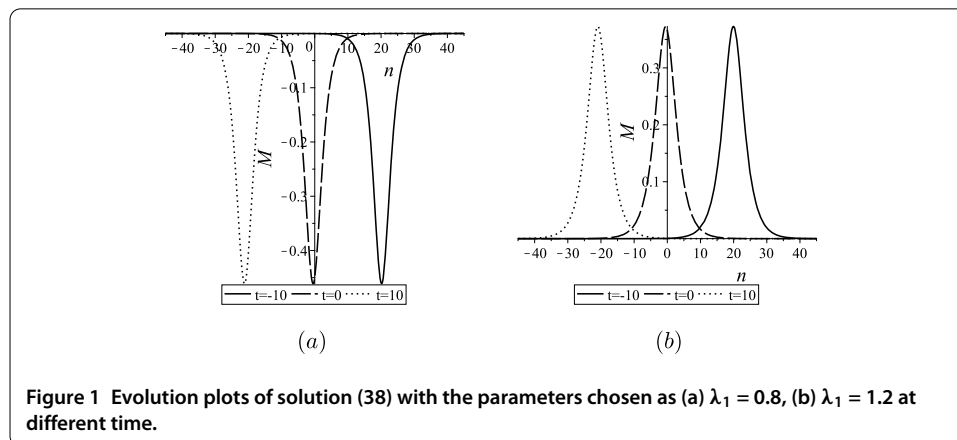 -40 -30 -20 -10 0 10 20 30 40
n
-0.1
-0.2
M
-0.3
-0.4
t=-10 t=0 t=10
(a)
0.3
M
0.2
0.1
-40 -30 -20 -10 0 10 20 30 40
n
t=-10 t=0 t=10
(b)
Figure 1 Evolution plots of solution (38) with the parameters chosen as (a) λ₁ = 0.8, (b) λ₁ = 1.2 at
different time.